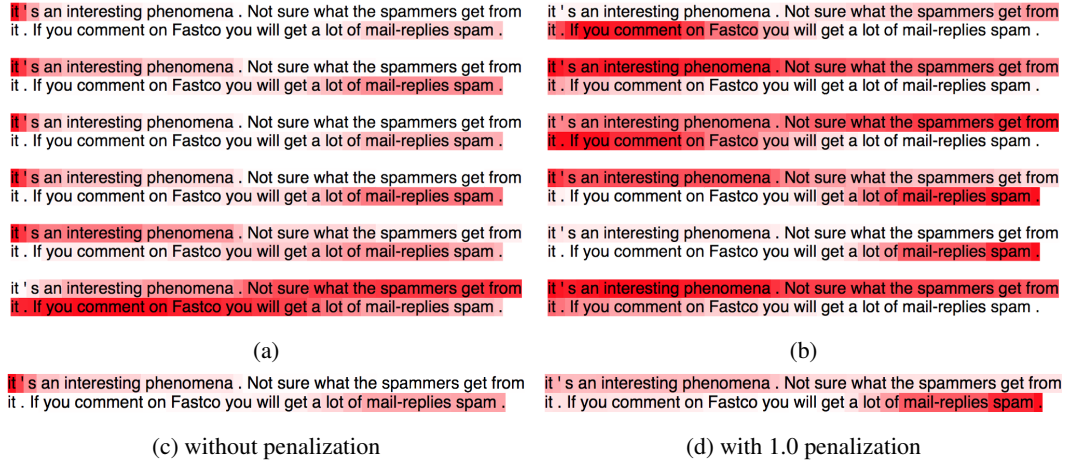 it ' s an interesting phenomena . Not sure what the spammers get from
it . If you comment on Fastco you will get a lot of mail-replies spam .
it ' s an interesting phenomena . Not sure what the spammers get from
it . If you comment on Fastco you will get a lot of mail-replies spam .
it ' s an interesting phenomena . Not sure what the spammers get from
it . If you comment on Fastco you will get a lot of mail-replies spam .
it ' s an interesting phenomena . Not sure what the spammers get from
it . If you comment on Fastco you will get a lot of mail-replies spam .
it ' s an interesting phenomena . Not sure what the spammers get from
it . If you comment on Fastco you will get a lot of mail-replies spam .
it ' s an interesting phenomena . Not sure what the spammers get from
it . If you comment on Fastco you will get a lot of mail-replies spam .
(a)
it ' s an interesting phenomena . Not sure what the spammers get from
it . If you comment on Fastco you will get a lot of mail-replies spam .
it ' s an interesting phenomena . Not sure what the spammers get from
it . If you comment on Fastco you will get a lot of mail-replies spam .
it ' s an interesting phenomena . Not sure what the spammers get from
it . If you comment on Fastco you will get a lot of mail-replies spam .
it ' s an interesting phenomena . Not sure what the spammers get from
it . If you comment on Fastco you will get a lot of mail-replies spam .
it ' s an interesting phenomena . Not sure what the spammers get from
it . If you comment on Fastco you will get a lot of mail-replies spam .
it ' s an interesting phenomena . Not sure what the spammers get from
it . If you comment on Fastco you will get a lot of mail-replies spam .
(b)
it ' s an interesting phenomena . Not sure what the spammers get from
it . If you comment on Fastco you will get a lot of mail-replies spam .
(c) without penalization
it ' s an interesting phenomena . Not sure what the spammers get from
it . If you comment on Fastco you will get a lot of mail-replies spam .
(d) with 1.0 penalization